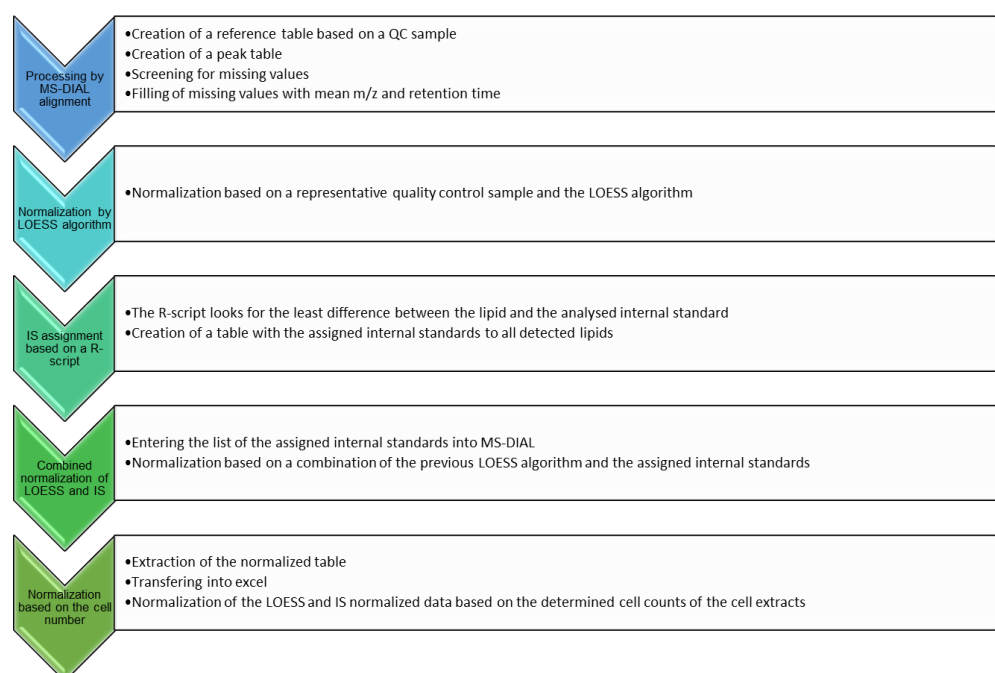 Processing by
MS-DIAL
alignment
•Creation of a reference table based on a QC sample
•Creation of a peak table
•Screening for missing values
•Filling of missing values with mean m/z and retention time
Normalization by
LOESS algorithm
•Normalization based on a representative quality control sample and the LOESS algorithm
IS assignment
based on a R-
script
•The R-script looks for the least difference between the lipid and the analysed internal standard
•Creation of a table with the assigned internal standards to all detected lipids
Combined
normalization of
LOESS and IS
•Entering the list of the assigned internal standards into MS-DIAL
•Normalization based on a combination of the previous LOESS algorithm and the assigned internal standards
Normalization
based on the cell
number
•Extraction of the normalized table
•Transfering into excel
•Normalization of the LOESS and IS normalized data based on the determined cell counts of the cell extracts